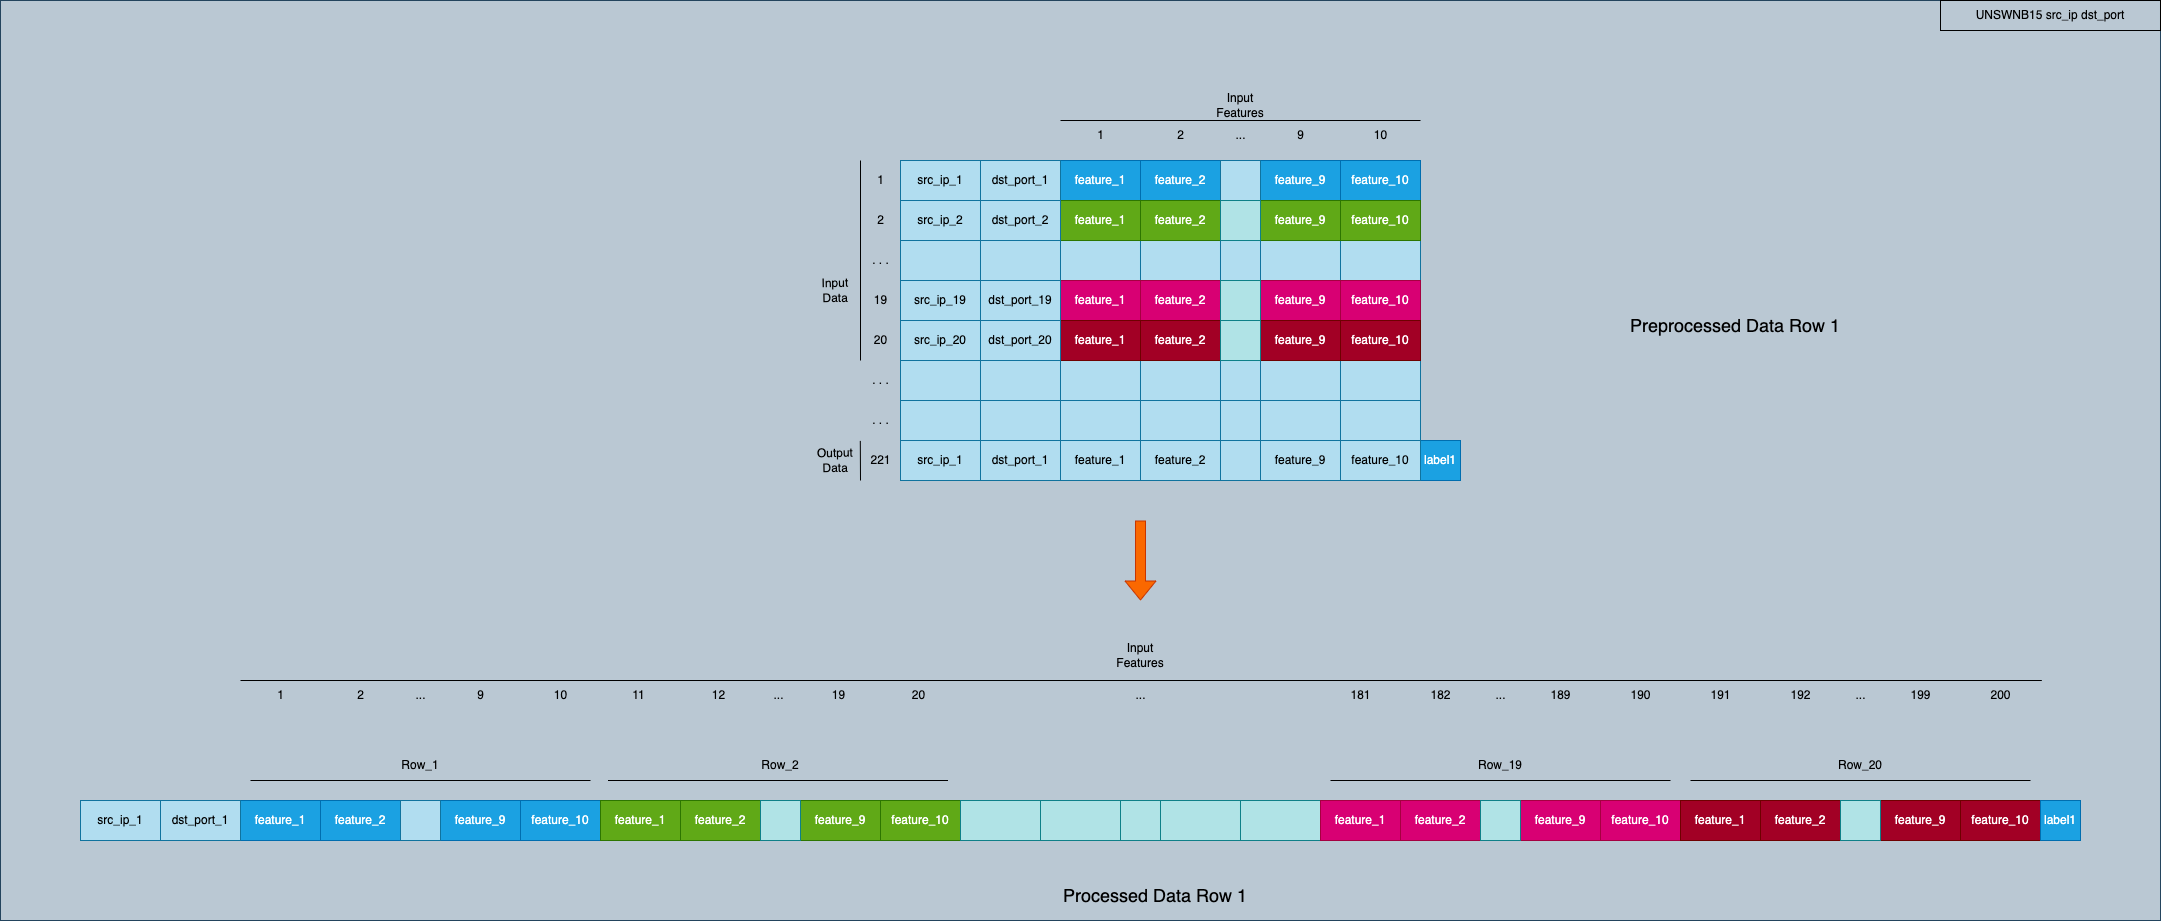 UNSWNB15 src_ip dst_port
Input
Features
1 2 ... 9 10
1 src_ip_1 dst_port_1 feature_1 feature_2 feature_9 feature_10
2 src_ip_2 dst_port_2 feature_1 feature_2 feature_9 feature_10
. . .
Input
Data
19 src_ip_19 dst_port_19 feature_1 feature_2 feature_9 feature_10
20 src_ip_20 dst_port_20 feature_1 feature_2 feature_9 feature_10
Preprocessed Data Row 1
. . .
. . .
Output
Data
221 src_ip_1 dst_port_1 feature_1 feature_2 feature_9 feature_10 label1
Input
Features
1 2 ... 9 10 11 12 ... 19 20 ... 181 182 ... 189 190 191 192 ... 199 200
Row_1 Row_2 Row_19 Row_20
src_ip_1 dst_port_1 feature_1 feature_2 feature_9 feature_10 feature_1 feature_2 feature_9 feature_10 feature_1 feature_2 feature_9 feature_10 feature_1 feature_2 feature_9 feature_10 label1
Processed Data Row 1